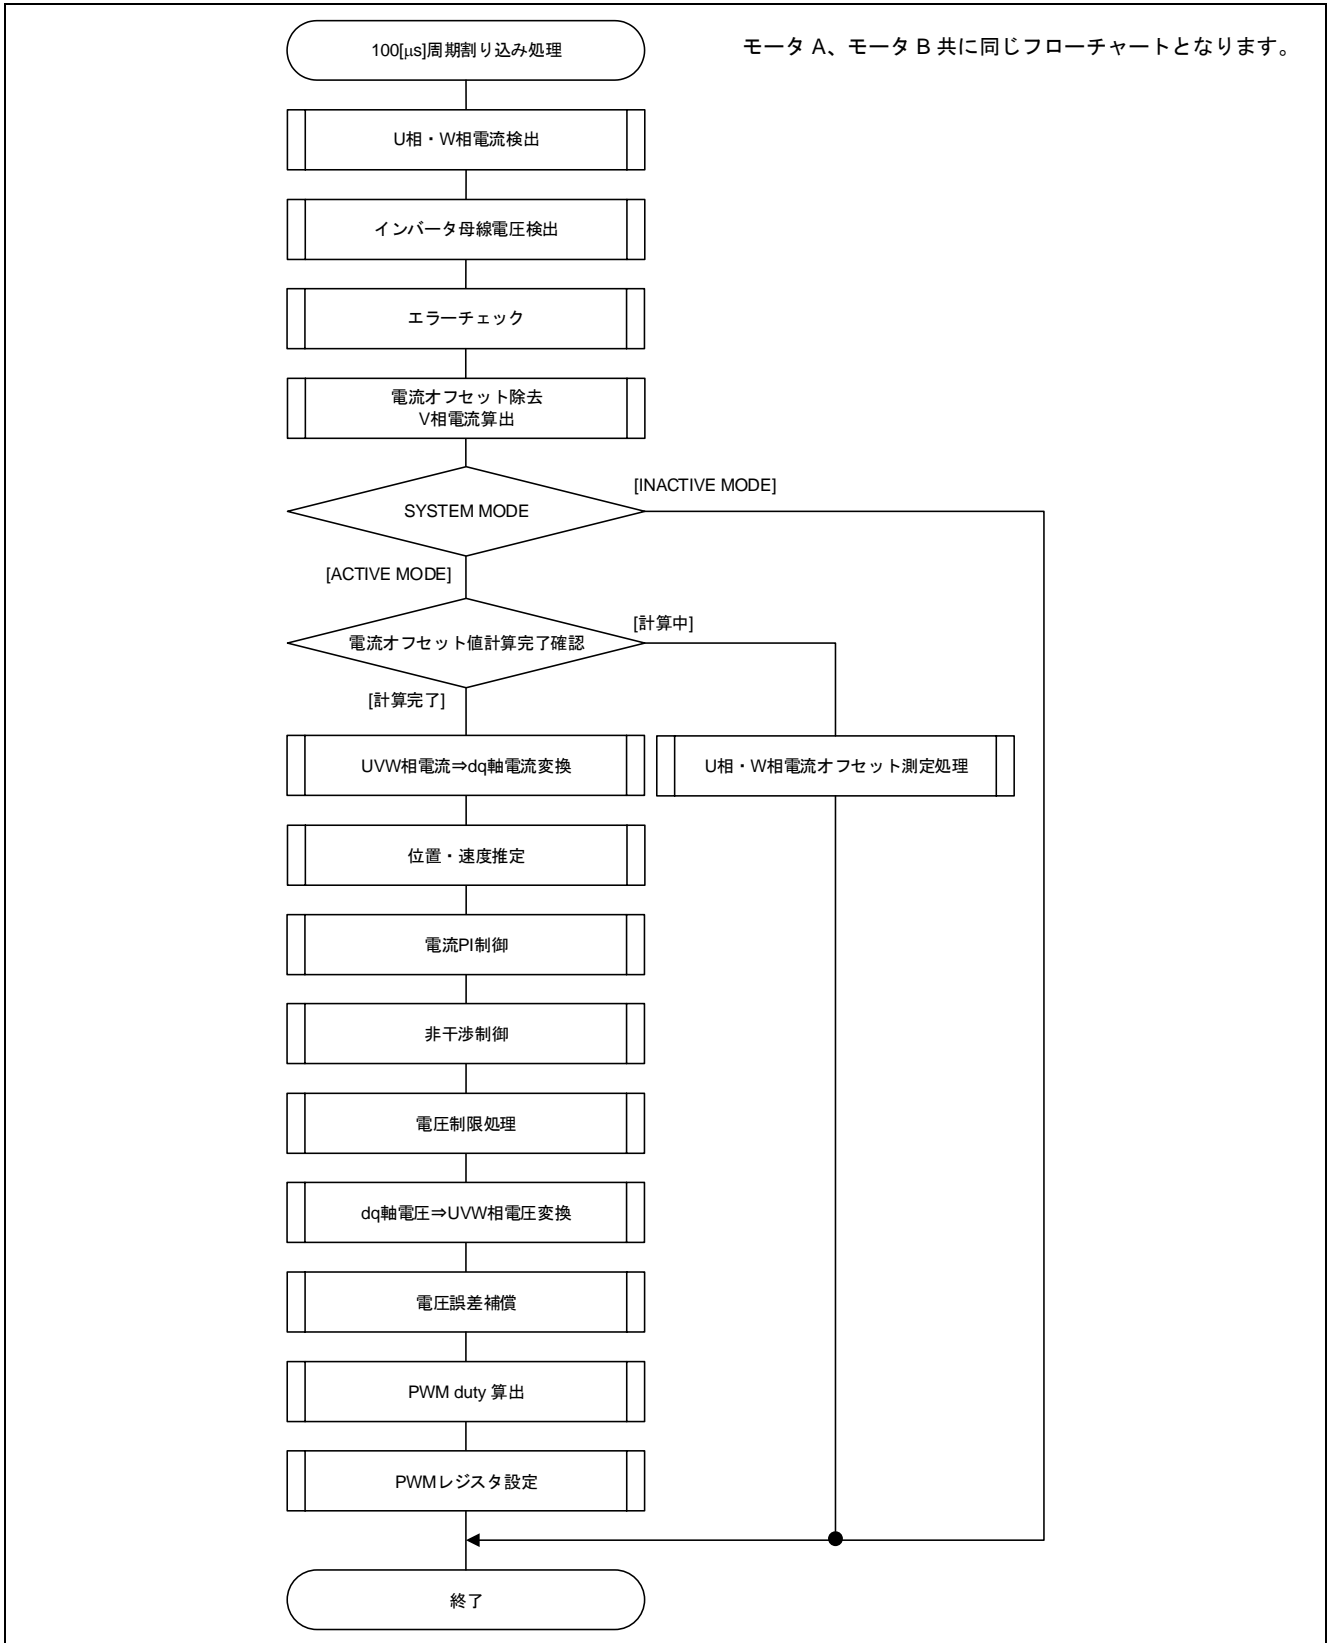 100[μs]周期割り込み処理
モータ A、モータ B 共に同じフローチャートとなります。
U相・W相電流検出
インバータ母線電圧検出
エラーチェック
電流オフセット除去
V相電流算出
[INACTIVE MODE]
SYSTEM MODE
[ACTIVE MODE]
[計算中]
電流オフセット値計算完了確認
[計算完了]
UVW相電流⇒dq軸電流変換
U相・W相電流オフセット測定処理
位置・速度推定
電流PI制御
非干渉制御
電圧制限処理
dq軸電圧⇒UVW相電圧変換
電圧誤差補償
PWM duty 算出
PWMレジスタ設定
終了